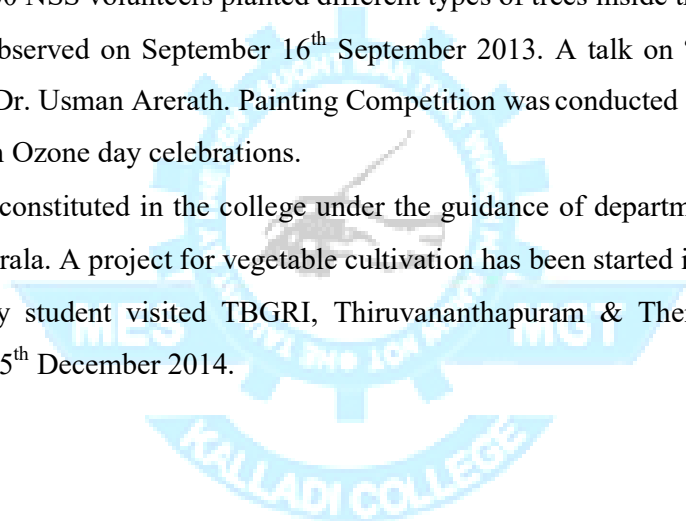 0 NSS volunteers planted different types of trees inside t
bserved on September 16th September 2013. A talk on
Dr. Usman Arerath. Painting Competition was conducted
n Ozone day celebrations.
constituted in the college under the guidance of departm
rala. A project for vegetable cultivation has been started i
y student visited TBGRI, Thiruvananthapuram & The
5th December 2014.
MES
MGT
KALLADI COLLEGE